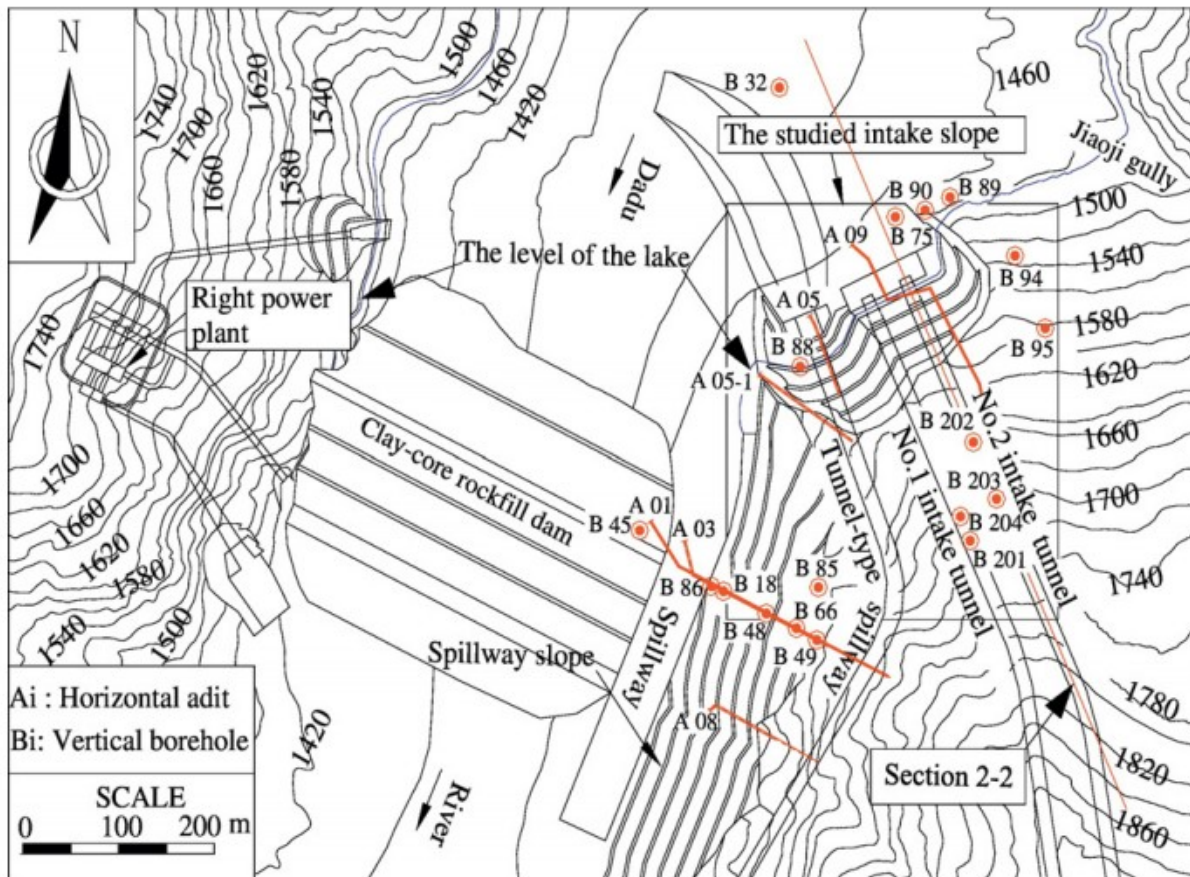 N
1740
1700
1660
1620
1580
1540
1500
1460
1420
B 32
1460
The studied intake slope
Jiaoji gully
Dadu
B 90
B 89
1500
A 09
B 75
The level of the lake
B 94
1540
Right power
plant
A 05
1580
B 88
B 95
1740
A 05-1
1620
B 202
No.2 intake tunnel
1660
Clay-core rockfill dam
Tunnel-type
spillway
No.1 intake tunnel
1700
B 203
1700
A 01
B 45
A 03
B 204
1660
B 201
1620
B 86
B 18
B 85
1740
1580
B 48
B 66
1540
1500
Spillway
B 49
Spillway slope
Ai : Horizontal adit
Bi: Vertical borehole
1420
A 08
1780
Section 2-2
1820
River
1860
SCALE
0 100 200 m